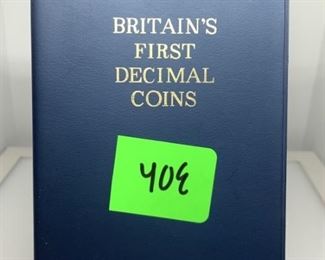 BRITAIN'S
FIRST
DECIMAL
COINS
40E